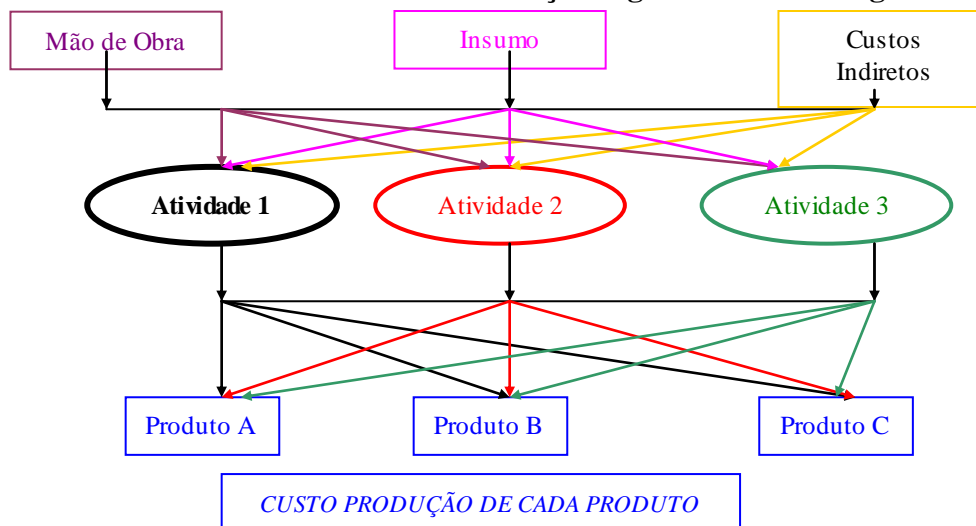 Mão de Obra
Insumo
Custos
Indiretos
Atividade 1
Atividade 2
Atividade 3
Produto A
Produto B
Produto C
CUSTO PRODUÇÃO DE CADA PRODUTO